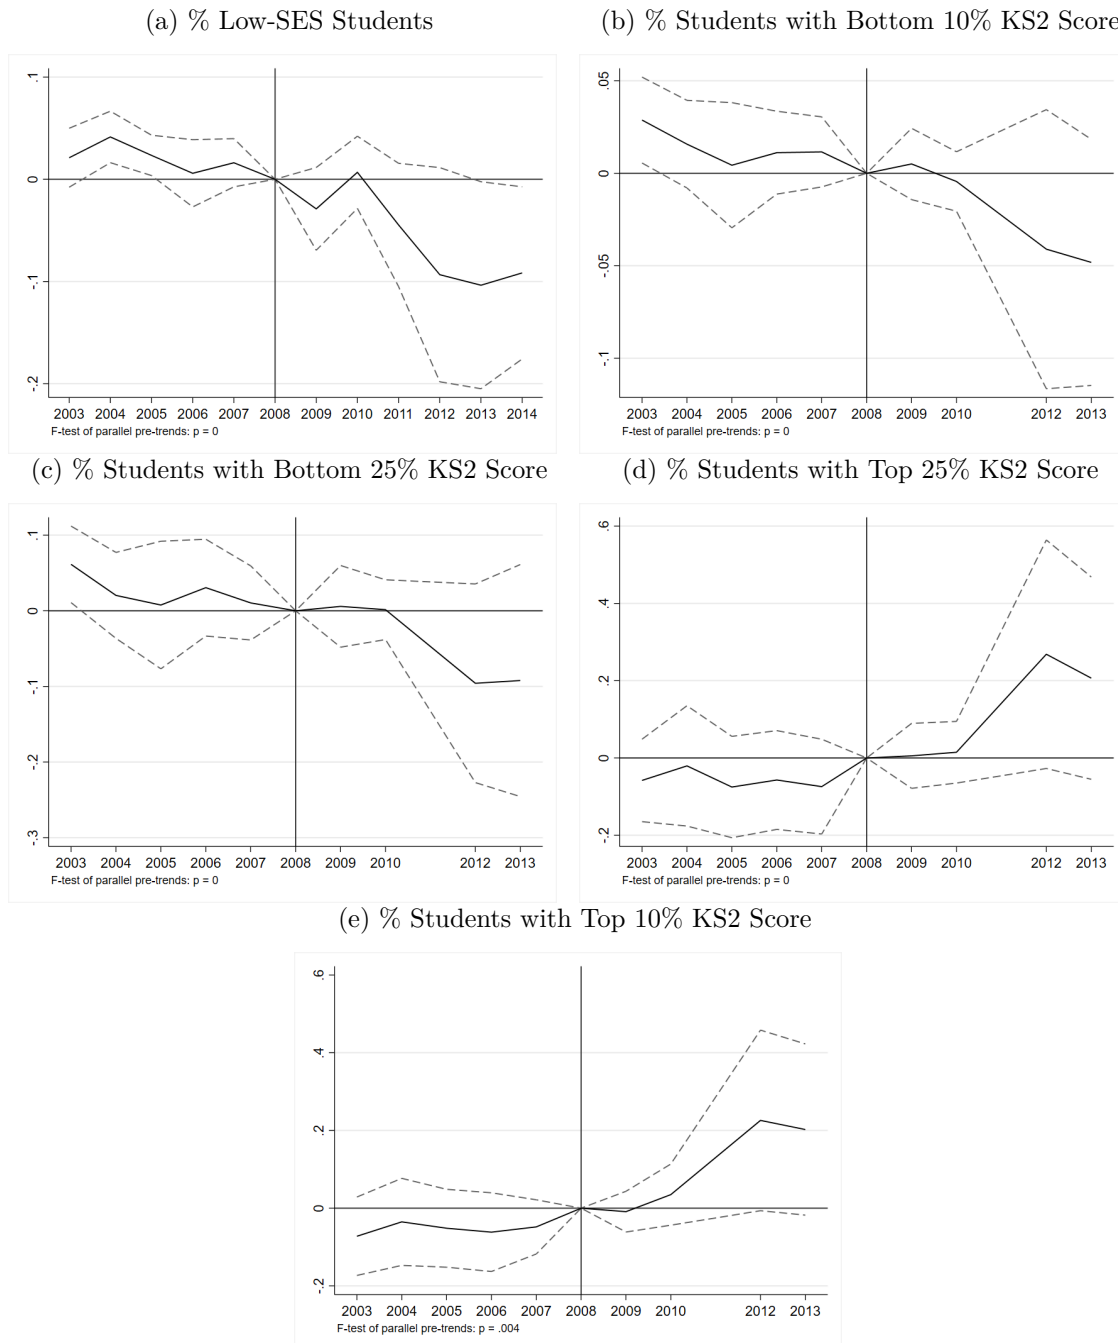 (a) % Low-SES Students
.1
0
-.1
-.2
2003 2004 2005 2006 2007 2008 2009 2010 2011 2012 2013 2014
F-test of parallel pre-trends: p = 0
(b) % Students with Bottom 10% KS2 Score
.05
0
-.05
-.1
2003 2004 2005 2006 2007 2008 2009 2010 2012 2013
F-test of parallel pre-trends: p = 0
(c) % Students with Bottom 25% KS2 Score
.1
0
-.1
-.2
-.3
2003 2004 2005 2006 2007 2008 2009 2010 2012 2013
F-test of parallel pre-trends: p = 0
(d) % Students with Top 25% KS2 Score
.6
.4
.2
0
-.2
2003 2004 2005 2006 2007 2008 2009 2010 2012 2013
F-test of parallel pre-trends: p = 0
(e) % Students with Top 10% KS2 Score
.6
.4
.2
0
-.2
2003 2004 2005 2006 2007 2008 2009 2010 2012 2013
F-test of parallel pre-trends: p = .004